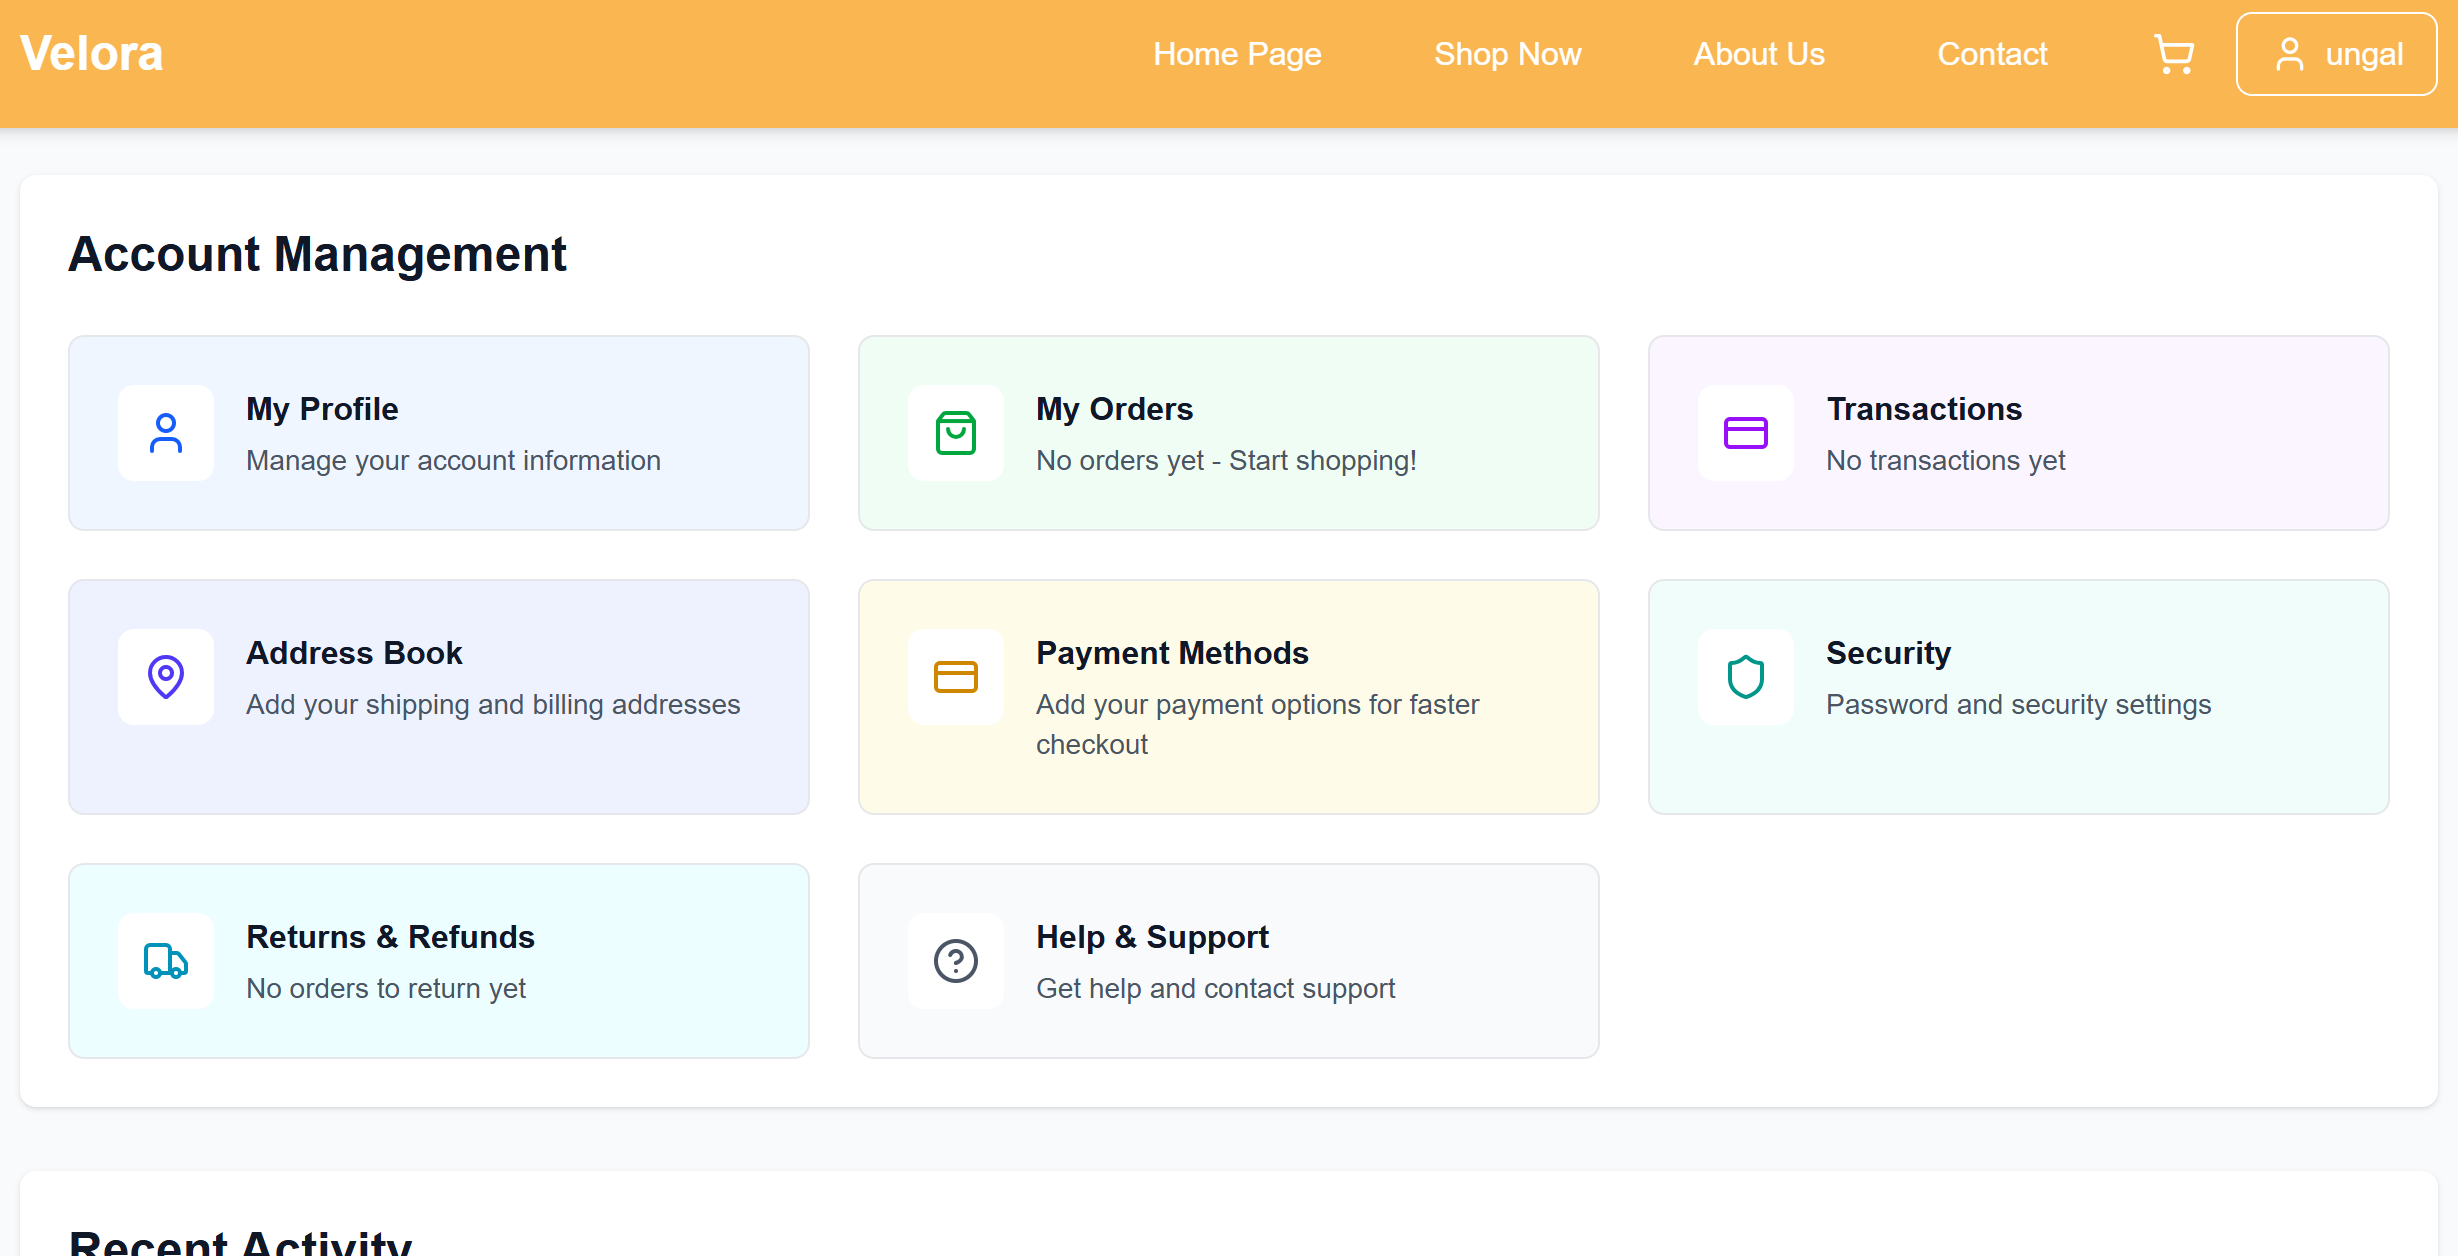 Velora
Home Page
Shop Now
About Us
Contact
ungal
Account Management
My Profile
Manage your account information
My Orders
No orders yet - Start shopping!
Transactions
No transactions yet
Address Book
Add your shipping and billing addresses
Payment Methods
Add your payment options for faster
checkout
Security
Password and security settings
Returns & Refunds
No orders to return yet
Help & Support
Get help and contact support
Recent Activity